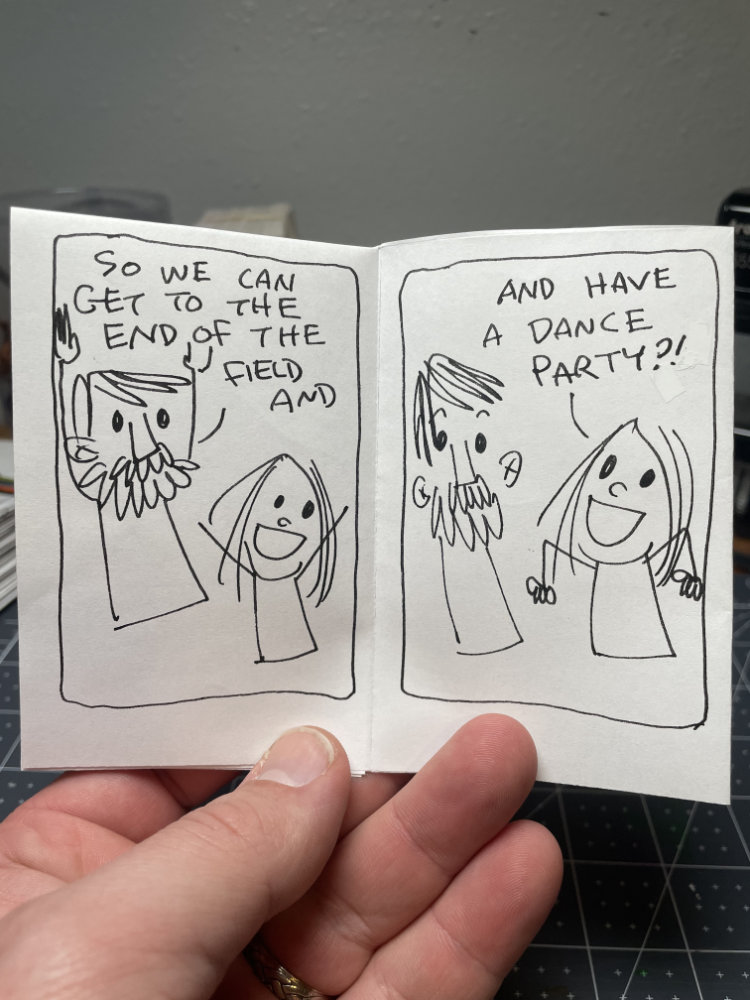 SO WE CAN
GET TO THE
END OF THE
FIELD
AND
AND HAVE
A DANCE
PARTY?!